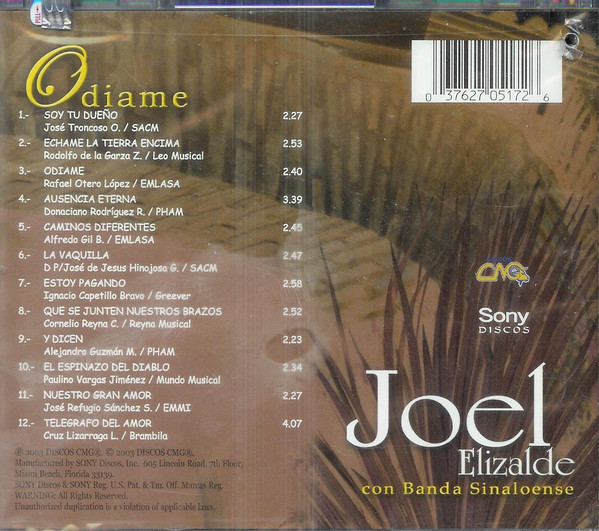 PULL
Odiame
1.- SOY TU DUEÑO 2.27
José Troncoso O. / SACM
2.- ECHAME LA TIERRA ENCIMA 2.53
Rodolfo de la Garza Z. / Leo Musical
3.- ODIAME 2.40
Rafael Otero López / EMLASA
4.- AUSENCIA ETERNA 3.39
Donaciano Rodríguez R. / PHAM
5.- CAMINOS DIFERENTES 2.45
Alfredo Gil B. / EMLASA
6.- LA VAQUILLA 2.47
D P/José de Jesus Hinojosa G. / SACM
7.- ESTOY PAGANDO 2.58
Ignacio Capetillo Bravo / Greever
8.- QUE SE JUNTEN NUESTROS BRAZOS 2.52
Cornelio Reyna C. / Reyna Musical
9.- Y DICEN 2.23
Alejandro Guzmán M. / PHAM
10.- EL ESPINAZO DEL DIABLO 2.34
Paulino Vargas Jiménez / Mundo Musical
11.- NUESTRO GRAN AMOR 2.27
José Refugio Sánchez S. / EMMI
12.- TELEGRAFO DEL AMOR 4.07
Cruz Lizarraga L. / Brambila
℗ 2003 DISCOS CMG®. © 2003 DISCOS CMG®.
Manufactured by SONY Discos, Inc. 605 Lincoln Road, 7th Floor,
Miami Beach, Florida 33139.
SONY Discos & SONY Reg. U.S. Pat. & Tm. Off. Marcas Reg.
WARNING: All Rights Reserved.
Unauthorized duplication is a violation of applicable laws.
0 37627 05172 6
CMG
Sony
DISCOS
Joel
Elizalde
con Banda Sinaloense